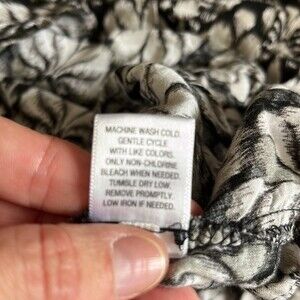 MACHINE WASH COLD.
GENTLE CYCLE
WITH LIKE COLORS.
ONLY NON-CHLORINE
BLEACH WHEN NEEDED.
TUMBLE DRY LOW.
REMOVE PROMPTLY.
LOW IRON IF NEEDED.